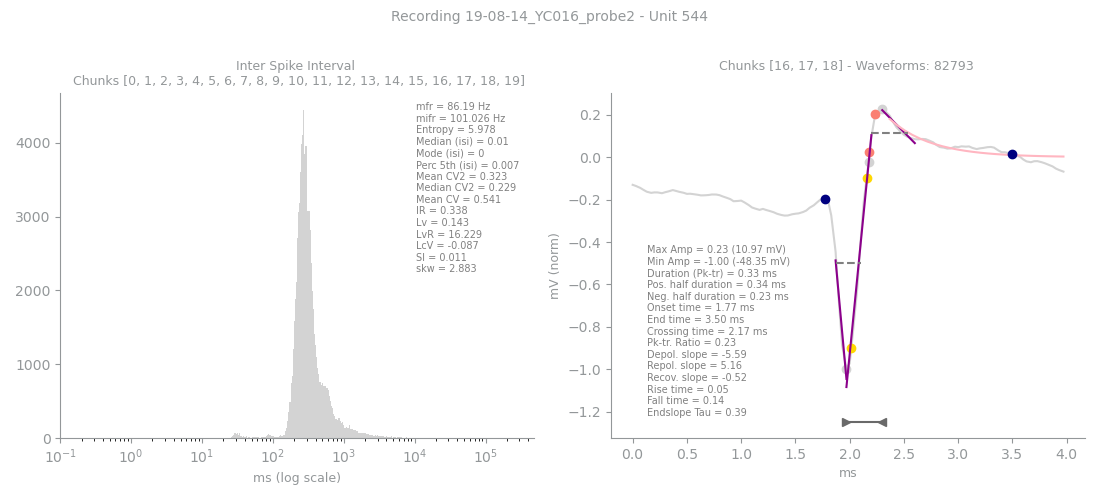 Recording 19-08-14_YC016_probe2 - Unit 544
Inter Spike Interval
Chunks [0, 1, 2, 3, 4, 5, 6, 7, 8, 9, 10, 11, 12, 13, 14, 15, 16, 17, 18, 19]
mfr = 86.19 Hz
mifr = 101.026 Hz
Entropy = 5.978
Median (isi) = 0.01
Mode (isi) = 0
Perc 5th (isi) = 0.007
Mean CV2 = 0.323
Median CV2 = 0.229
Mean CV = 0.541
IR = 0.338
Lv = 0.143
LvR = 16.229
LcV = -0.087
SI = 0.011
skw = 2.883
4000
3000
2000
1000
0
10⁻¹ 10⁰ 10¹ 10² 10³ 10⁴ 10⁵
ms (log scale)
Chunks [16, 17, 18] - Waveforms: 82793
mV (norm)
0.2
0.0
−0.2
−0.4
−0.6
−0.8
−1.0
−1.2
Max Amp = 0.23 (10.97 mV)
Min Amp = -1.00 (-48.35 mV)
Duration (Pk-tr) = 0.33 ms
Pos. half duration = 0.34 ms
Neg. half duration = 0.23 ms
Onset time = 1.77 ms
End time = 3.50 ms
Crossing time = 2.17 ms
Pk-tr. Ratio = 0.23
Depol. slope = -5.59
Repol. slope = 5.16
Recov. slope = -0.52
Rise time = 0.05
Fall time = 0.14
Endslope Tau = 0.39
0.0 0.5 1.0 1.5 2.0 2.5 3.0 3.5 4.0
ms